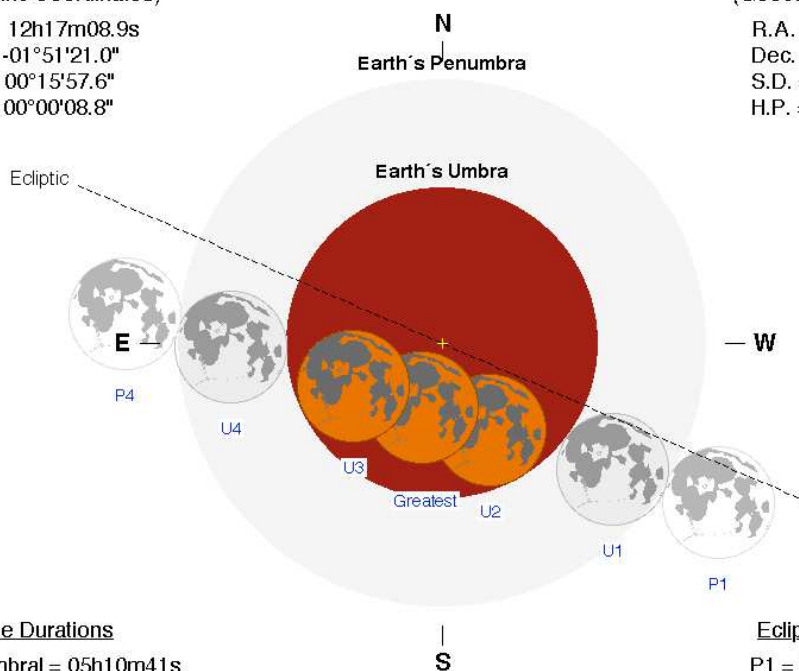 12h17m08.9s
-01°51'21.0"
00°15'57.6"
00°00'08.8"
N
R.A.
Dec.
S.D.
H.P.
Earth´s Penumbra
Earth´s Umbra
Ecliptic
E
W
P4
U4
U3
Greatest
U2
U1
P1
Durations
= 05h10m41s
S
P1 =